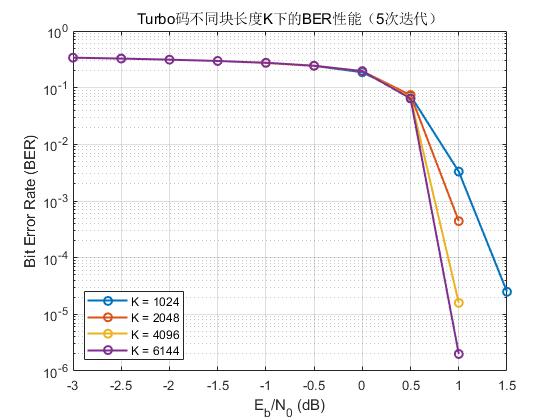 Turbo码不同块长度K下的BER性能（5次迭代）
10^0
10^-1
10^-2
10^-3
10^-4
10^-5
10^-6
Bit Error Rate (BER)
K = 1024
K = 2048
K = 4096
K = 6144
-3 -2.5 -2 -1.5 -1 -0.5 0 0.5 1 1.5
E_b/N_0 (dB)